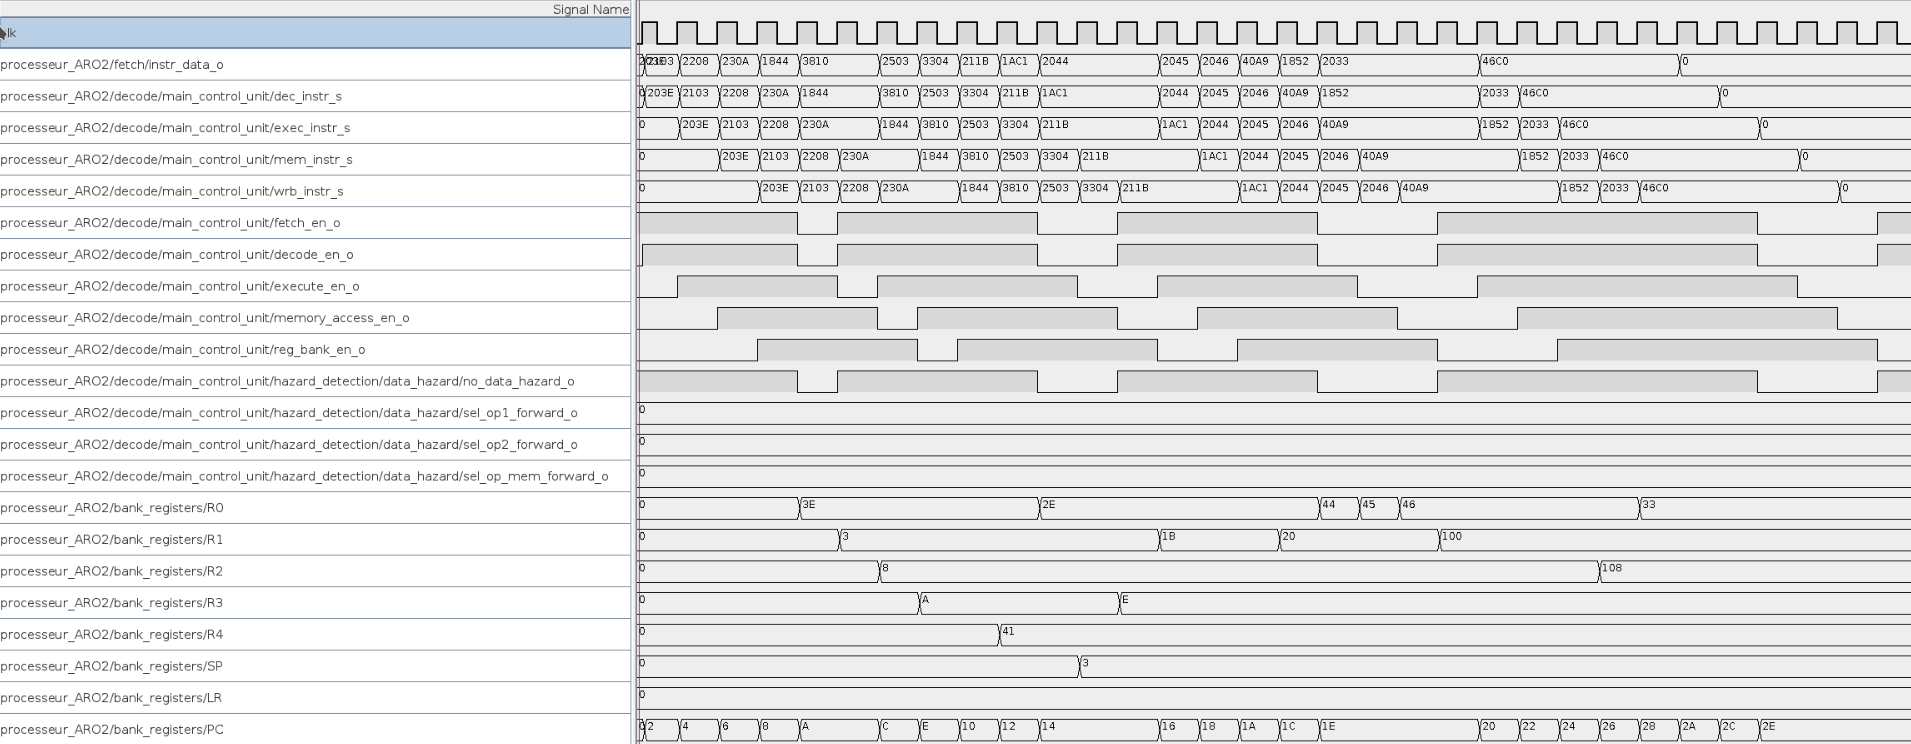 Signal Name
clk
processeur_ARO2/fetch/instr_data_o 2103 2208 230A 1844 3810 2503 3304 211B 1AC1 2044 2045 2046 40A9 1852 2033 46C0 0
processeur_ARO2/decode/main_control_unit/dec_instr_s 0 203E 2103 2208 230A 1844 3810 2503 3304 211B 1AC1 2044 2045 2046 40A9 1852 2033 46C0 0
processeur_ARO2/decode/main_control_unit/exec_instr_s 0 203E 2103 2208 230A 1844 3810 2503 3304 211B 1AC1 2044 2045 2046 40A9 1852 2033 46C0 0
processeur_ARO2/decode/main_control_unit/mem_instr_s 0 203E 2103 2208 230A 1844 3810 2503 3304 211B 1AC1 2044 2045 2046 40A9 1852 2033 46C0 0
processeur_ARO2/decode/main_control_unit/wrb_instr_s 0 203E 2103 2208 230A 1844 3810 2503 3304 211B 1AC1 2044 2045 2046 40A9 1852 2033 46C0 0
processeur_ARO2/decode/main_control_unit/fetch_en_o
processeur_ARO2/decode/main_control_unit/decode_en_o
processeur_ARO2/decode/main_control_unit/execute_en_o
processeur_ARO2/decode/main_control_unit/memory_access_en_o
processeur_ARO2/decode/main_control_unit/reg_bank_en_o
processeur_ARO2/decode/main_control_unit/hazard_detection/data_hazard/no_data_hazard_o
processeur_ARO2/decode/main_control_unit/hazard_detection/data_hazard/sel_op1_forward_o 0
processeur_ARO2/decode/main_control_unit/hazard_detection/data_hazard/sel_op2_forward_o 0
processeur_ARO2/decode/main_control_unit/hazard_detection/data_hazard/sel_op_mem_forward_o 0
processeur_ARO2/bank_registers/R0 0 3E 2E 44 45 46 33
processeur_ARO2/bank_registers/R1 0 3 1B 20 100
processeur_ARO2/bank_registers/R2 0 8 108
processeur_ARO2/bank_registers/R3 0 A E
processeur_ARO2/bank_registers/R4 0 41
processeur_ARO2/bank_registers/SP 0 3
processeur_ARO2/bank_registers/LR 0
processeur_ARO2/bank_registers/PC 0 2 4 6 8 A C E 10 12 14 16 18 1A 1C 1E 20 22 24 26 28 2A 2C 2E